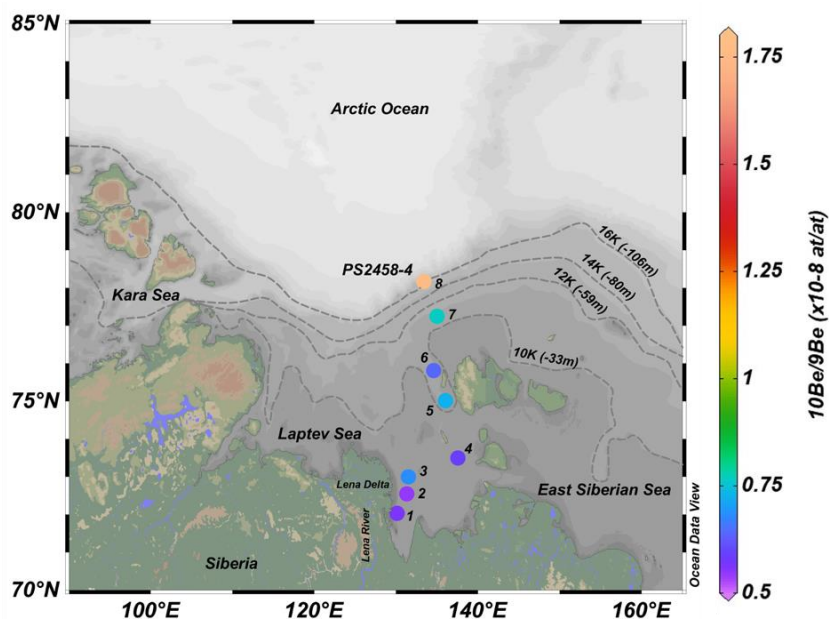 85°N
80°N
75°N
70°N
100°E
120°E
140°E
160°E
Arctic Ocean
PS2458-4
8
7
6
5
4
3
2
1
16K (-106m)
14K (-80m)
12K (-59m)
10K (-33m)
Kara Sea
Laptev Sea
East Siberian Sea
Lena Delta
Lena River
Siberia
Ocean Data View
1.75
1.5
1.25
1
0.75
0.5
10Be/9Be (x10-8 at/at)